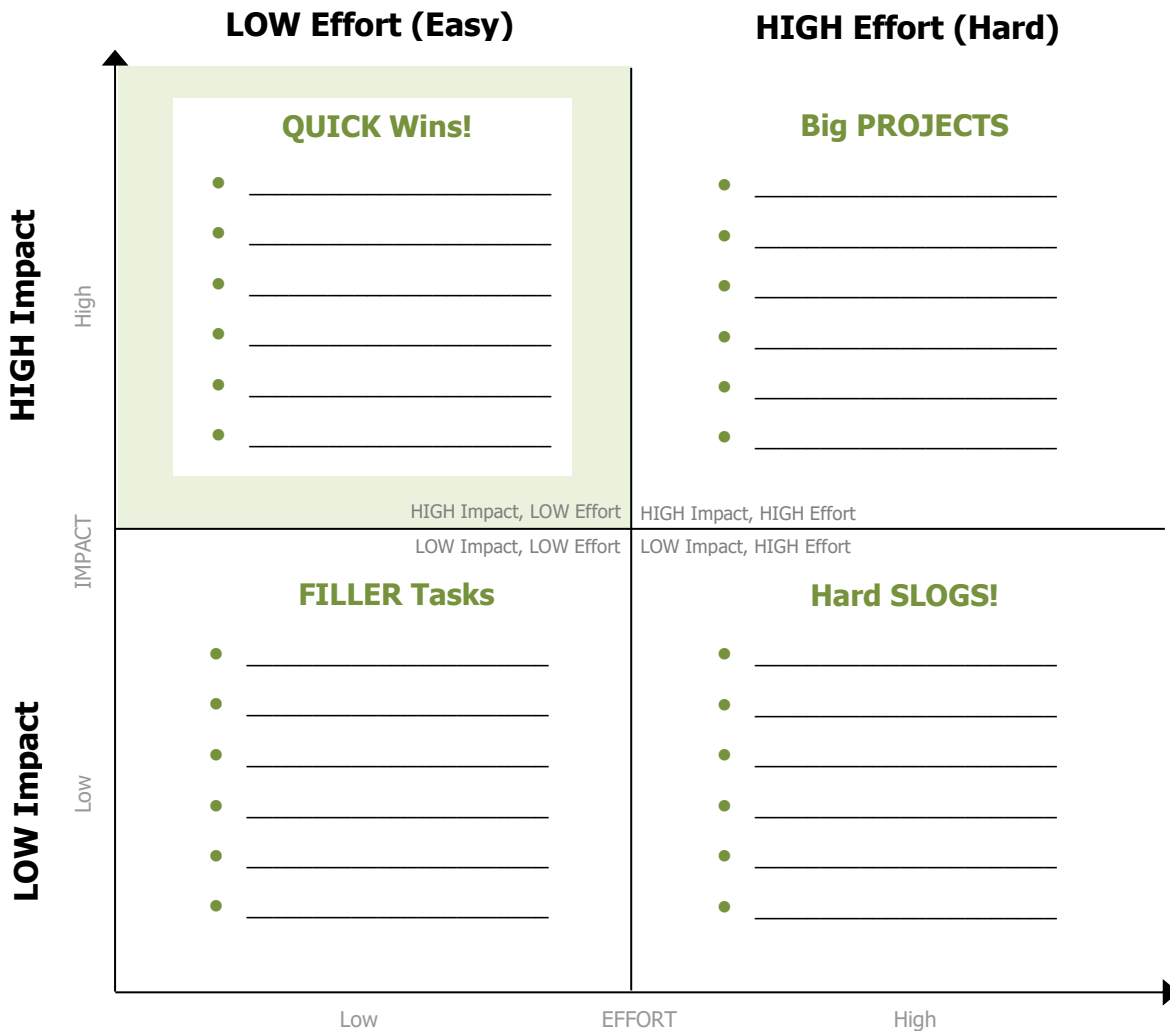 LOW Effort (Easy)
HIGH Effort (Hard)
HIGH Impact
High
QUICK Wins!
Big PROJECTS
HIGH Impact, LOW Effort
HIGH Impact, HIGH Effort
IMPACT
LOW Impact, LOW Effort
LOW Impact, HIGH Effort
LOW Impact
Low
FILLER Tasks
Hard SLOGS!
Low
EFFORT
High